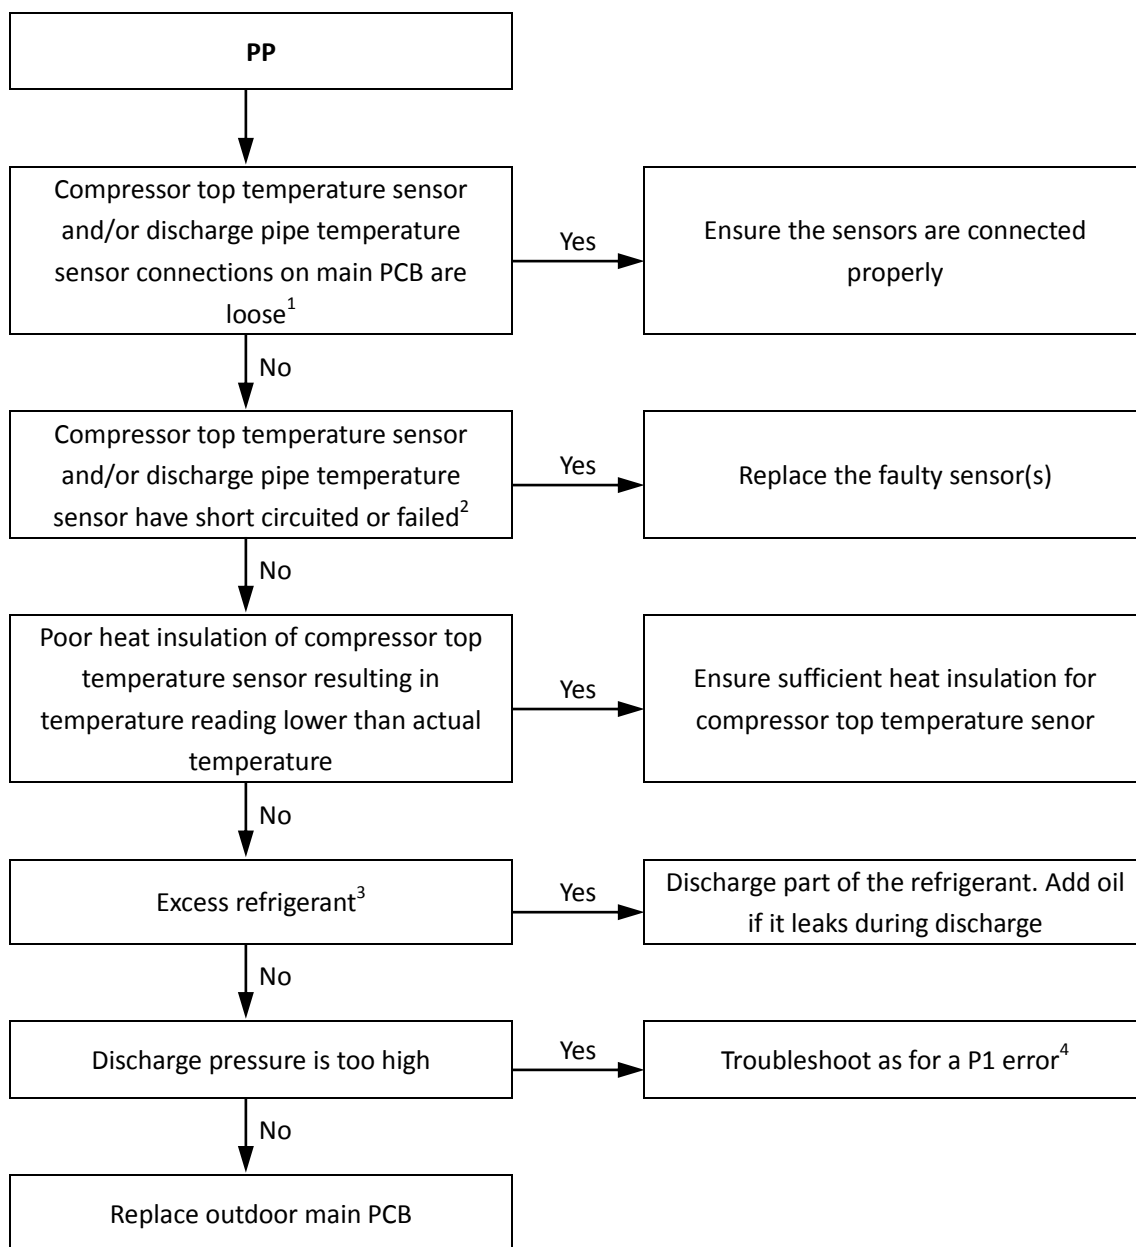 PP
Compressor top temperature sensor
and/or discharge pipe temperature
sensor connections on main PCB are
loose¹
Yes
Ensure the sensors are connected
properly
No
Compressor top temperature sensor
and/or discharge pipe temperature
sensor have short circuited or failed²
Yes
Replace the faulty sensor(s)
No
Poor heat insulation of compressor top
temperature sensor resulting in
temperature reading lower than actual
temperature
Yes
Ensure sufficient heat insulation for
compressor top temperature senor
No
Excess refrigerant³
Yes
Discharge part of the refrigerant. Add oil
if it leaks during discharge
No
Discharge pressure is too high
Yes
Troubleshoot as for a P1 error⁴
No
Replace outdoor main PCB